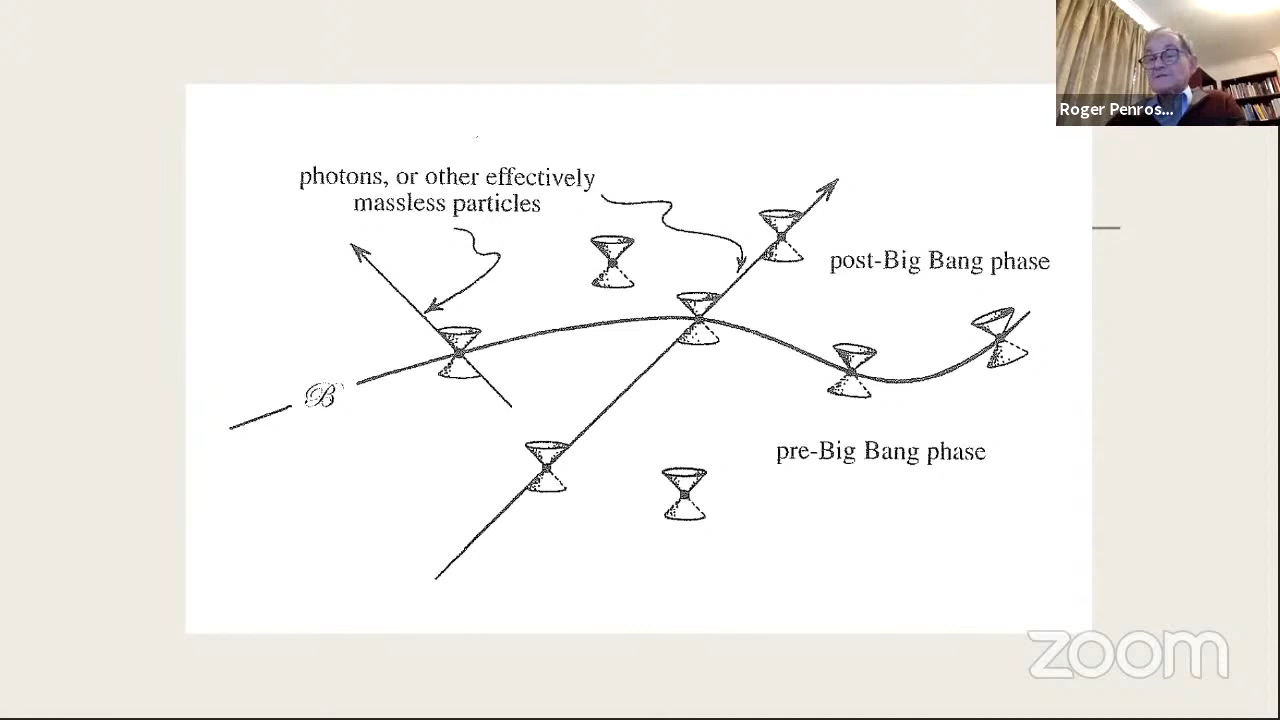 Roger Penros...
photons, or other effectively
massless particles
post-Big Bang phase
ℬ
pre-Big Bang phase
zoom